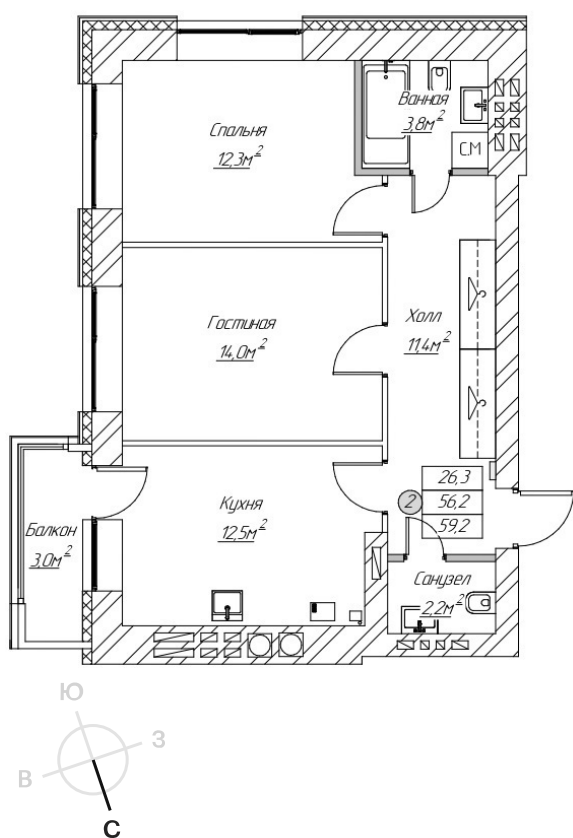 Спальня
12,3м²
Ванная
3,8м²
С.М
Гостиная
14,0м²
Холл
11,4м²
Кухня
12,5м²
Балкон
3,0м²
2
26,3
56,2
59,2
Санузел
2,2м²
Ю
З
В
С